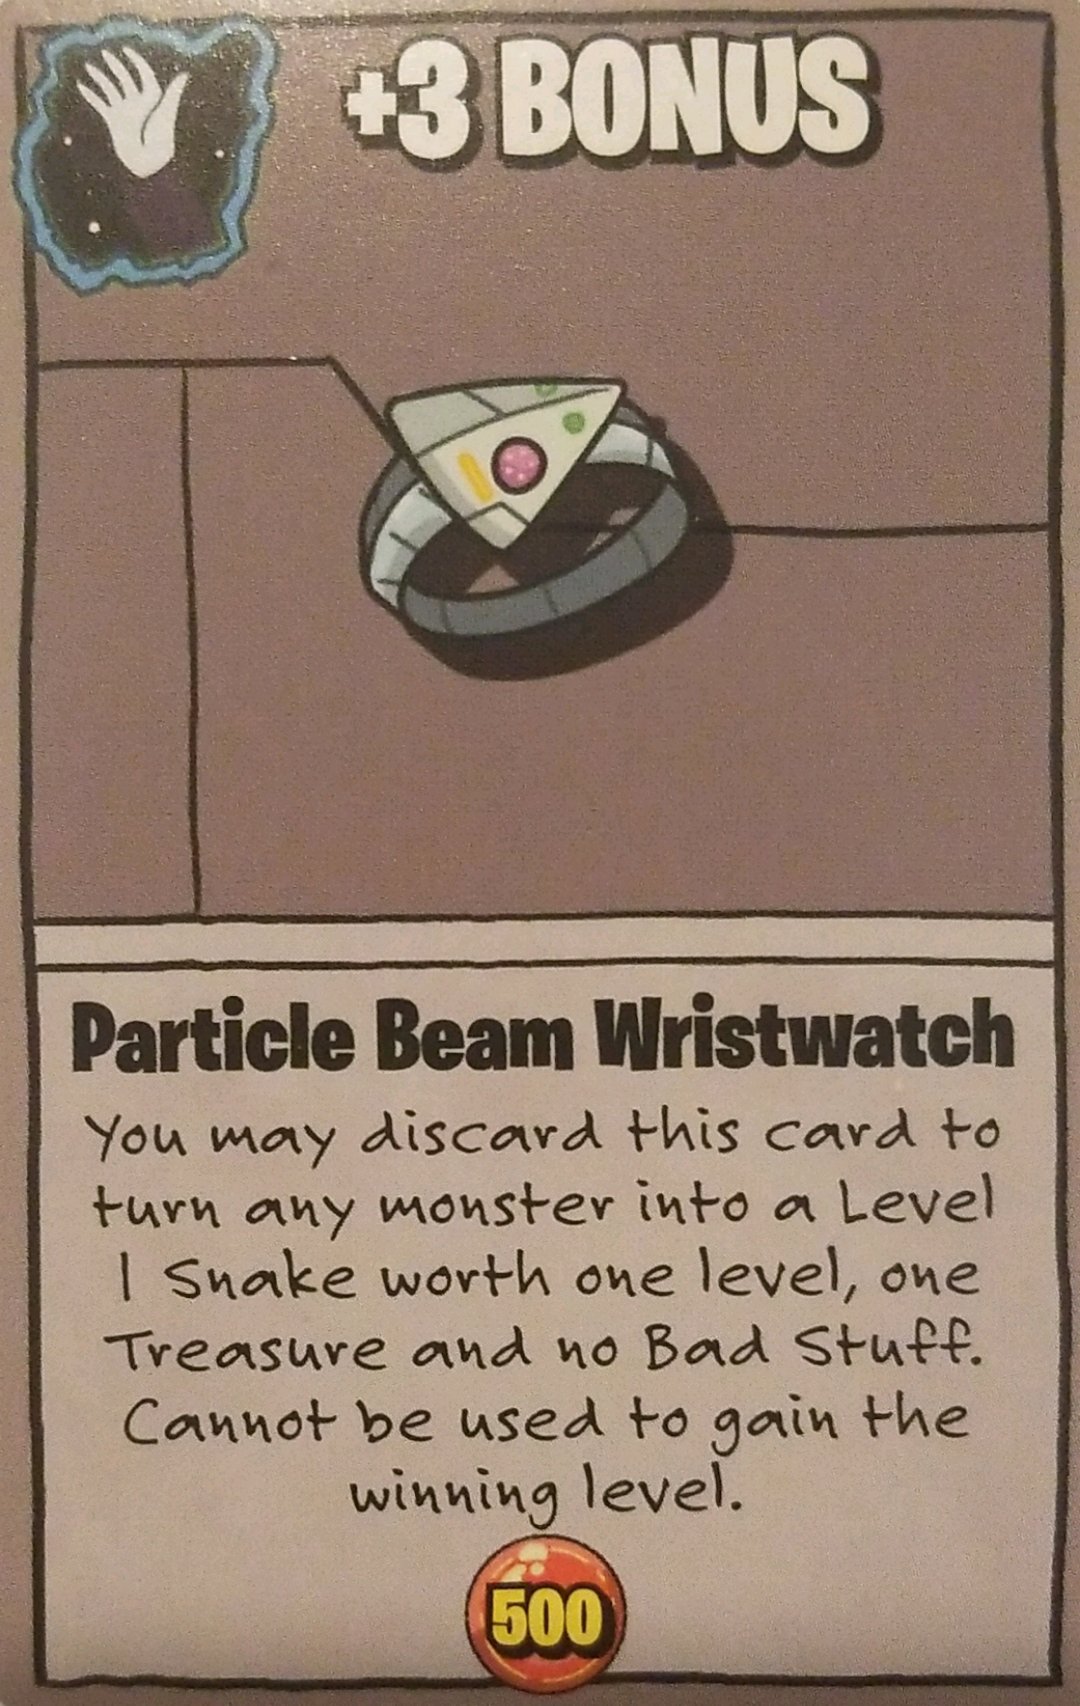 +3 BONUS
Particle Beam Wristwatch
You may discard this card to
turn any monster into a Level
1 Snake worth one level, one
Treasure and no Bad Stuff.
Cannot be used to gain the
winning level.
500